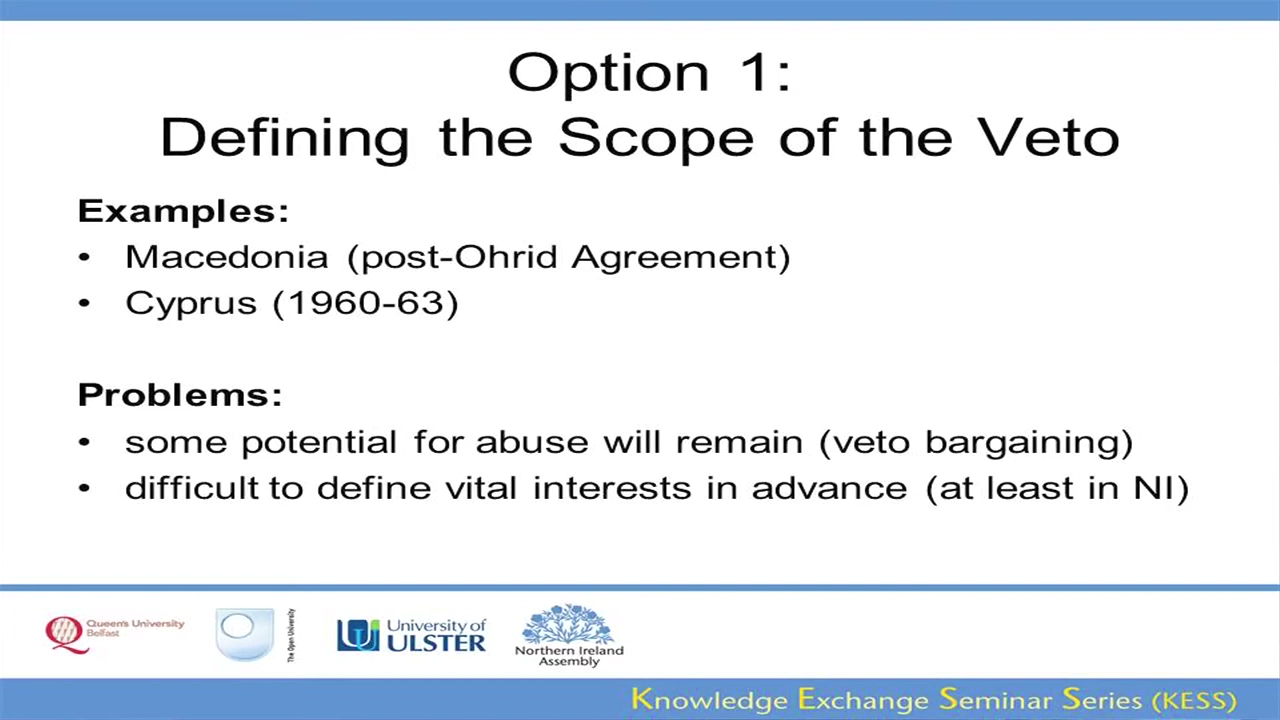 Option 1:
Defining the Scope of the Veto
Examples:
• Macedonia (post-Ohrid Agreement)
• Cyprus (1960-63)
Problems:
• some potential for abuse will remain (veto bargaining)
• difficult to define vital interests in advance (at least in NI)
Queen's University
Belfast
The Open University
University of
ULSTER
Northern Ireland
Assembly
Knowledge Exchange Seminar Series (KESS)